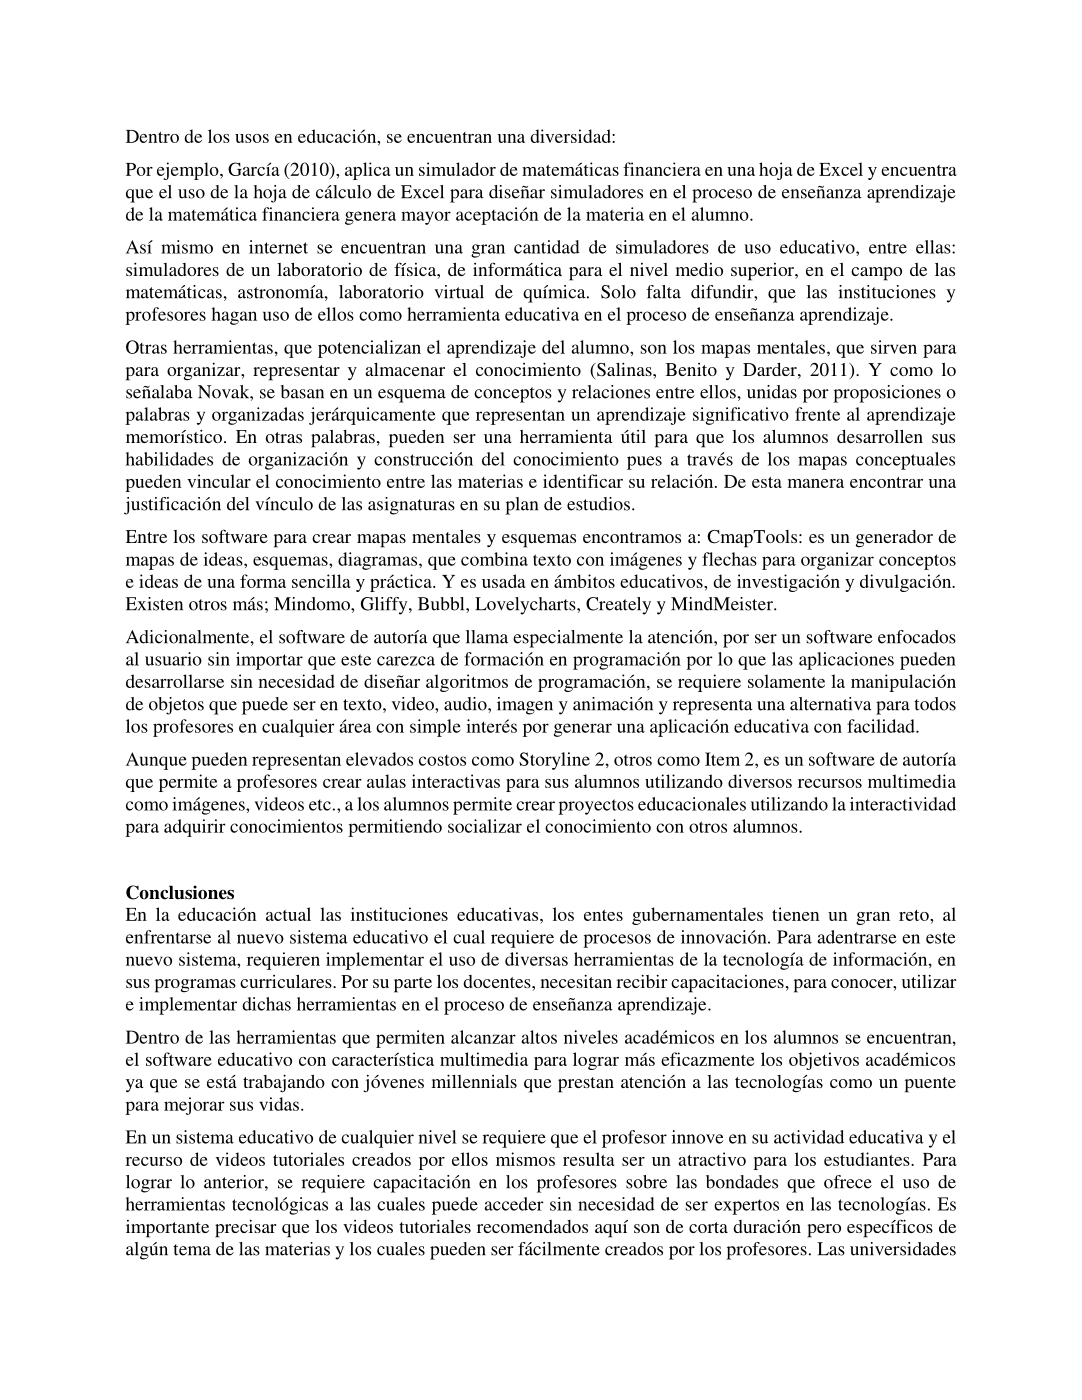 Dentro de los usos en educación, se encuentran una diversidad:
Por ejemplo, García (2010), aplica un simulador de matemáticas financiera en una hoja de Excel y encuentra
que el uso de la hoja de cálculo de Excel para diseñar simuladores en el proceso de enseñanza aprendizaje
de la matemática financiera genera mayor aceptación de la materia en el alumno.
Así mismo en internet se encuentran una gran cantidad de simuladores de uso educativo, entre ellas:
simuladores de un laboratorio de física, de informática para el nivel medio superior, en el campo de las
matemáticas, astronomía, laboratorio virtual de química. Solo falta difundir, que las instituciones y
profesores hagan uso de ellos como herramienta educativa en el proceso de enseñanza aprendizaje.
Otras herramientas, que potencializan el aprendizaje del alumno, son los mapas mentales, que sirven para
para organizar, representar y almacenar el conocimiento (Salinas, Benito y Darder, 2011). Y como lo
señalaba Novak, se basan en un esquema de conceptos y relaciones entre ellos, unidas por proposiciones o
palabras y organizadas jerárquicamente que representan un aprendizaje significativo frente al aprendizaje
memorístico. En otras palabras, pueden ser una herramienta útil para que los alumnos desarrollen sus
habilidades de organización y construcción del conocimiento pues a través de los mapas conceptuales
pueden vincular el conocimiento entre las materias e identificar su relación. De esta manera encontrar una
justificación del vínculo de las asignaturas en su plan de estudios.
Entre los software para crear mapas mentales y esquemas encontramos a: CmapTools: es un generador de
mapas de ideas, esquemas, diagramas, que combina texto con imágenes y flechas para organizar conceptos
e ideas de una forma sencilla y práctica. Y es usada en ámbitos educativos, de investigación y divulgación.
Existen otros más; Mindomo, Gliffy, Bubbl, Lovelycharts, Creately y MindMeister.
Adicionalmente, el software de autoría que llama especialmente la atención, por ser un software enfocados
al usuario sin importar que este carezca de formación en programación por lo que las aplicaciones pueden
desarrollarse sin necesidad de diseñar algoritmos de programación, se requiere solamente la manipulación
de objetos que puede ser en texto, video, audio, imagen y animación y representa una alternativa para todos
los profesores en cualquier área con simple interés por generar una aplicación educativa con facilidad.
Aunque pueden representan elevados costos como Storyline 2, otros como Item 2, es un software de autoría
que permite a profesores crear aulas interactivas para sus alumnos utilizando diversos recursos multimedia
como imágenes, videos etc., a los alumnos permite crear proyectos educacionales utilizando la interactividad
para adquirir conocimientos permitiendo socializar el conocimiento con otros alumnos.
Conclusiones
En la educación actual las instituciones educativas, los entes gubernamentales tienen un gran reto, al
enfrentarse al nuevo sistema educativo el cual requiere de procesos de innovación. Para adentrarse en este
nuevo sistema, requieren implementar el uso de diversas herramientas de la tecnología de información, en
sus programas curriculares. Por su parte los docentes, necesitan recibir capacitaciones, para conocer, utilizar
e implementar dichas herramientas en el proceso de enseñanza aprendizaje.
Dentro de las herramientas que permiten alcanzar altos niveles académicos en los alumnos se encuentran,
el software educativo con característica multimedia para lograr más eficazmente los objetivos académicos
ya que se está trabajando con jóvenes millennials que prestan atención a las tecnologías como un puente
para mejorar sus vidas.
En un sistema educativo de cualquier nivel se requiere que el profesor innove en su actividad educativa y el
recurso de videos tutoriales creados por ellos mismos resulta ser un atractivo para los estudiantes. Para
lograr lo anterior, se requiere capacitación en los profesores sobre las bondades que ofrece el uso de
herramientas tecnológicas a las cuales puede acceder sin necesidad de ser expertos en las tecnologías. Es
importante precisar que los videos tutoriales recomendados aquí son de corta duración pero específicos de
algún tema de las materias y los cuales pueden ser fácilmente creados por los profesores. Las universidades